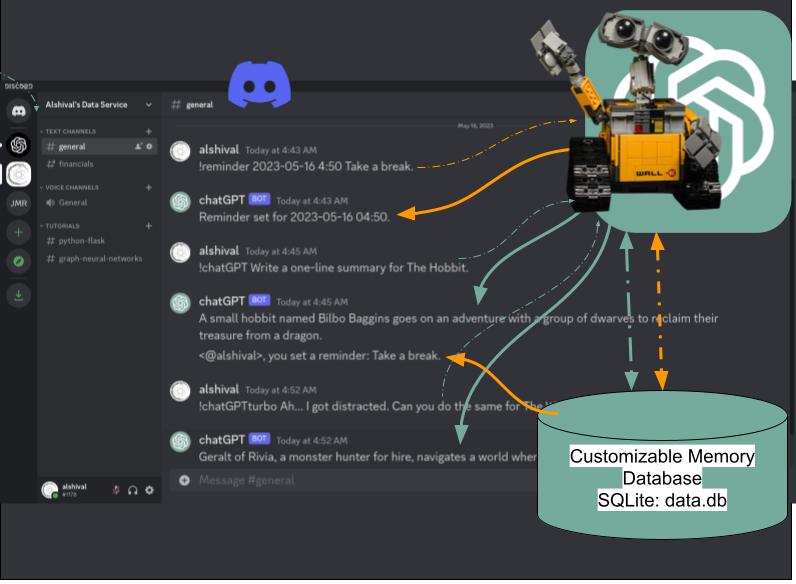 DISCORD
Alshival's Data Service
# general
May 16, 2023
TEXT CHANNELS
# general
# financials
VOICE CHANNELS
General
JMR
TUTORIALS
# python-flask
# graph-neural-networks
alshival Today at 4:43 AM
!reminder 2023-05-16 4:50 Take a break.
chatGPT BOT Today at 4:43 AM
Reminder set for 2023-05-16 04:50.
alshival Today at 4:45 AM
!chatGPT Write a one-line summary for The Hobbit.
chatGPT BOT Today at 4:45 AM
A small hobbit named Bilbo Baggins goes on an adventure with a group of dwarves to reclaim their
treasure from a dragon.
<@alshival>, you set a reminder: Take a break.
alshival Today at 4:52 AM
!chatGPTturbo Ah... I got distracted. Can you do the same for The
chatGPT BOT Today at 4:52 AM
Geralt of Rivia, a monster hunter for hire, navigates a world
Message #general
alshival
#1178
WALL
Customizable Memory
Database
SQLite: data.db